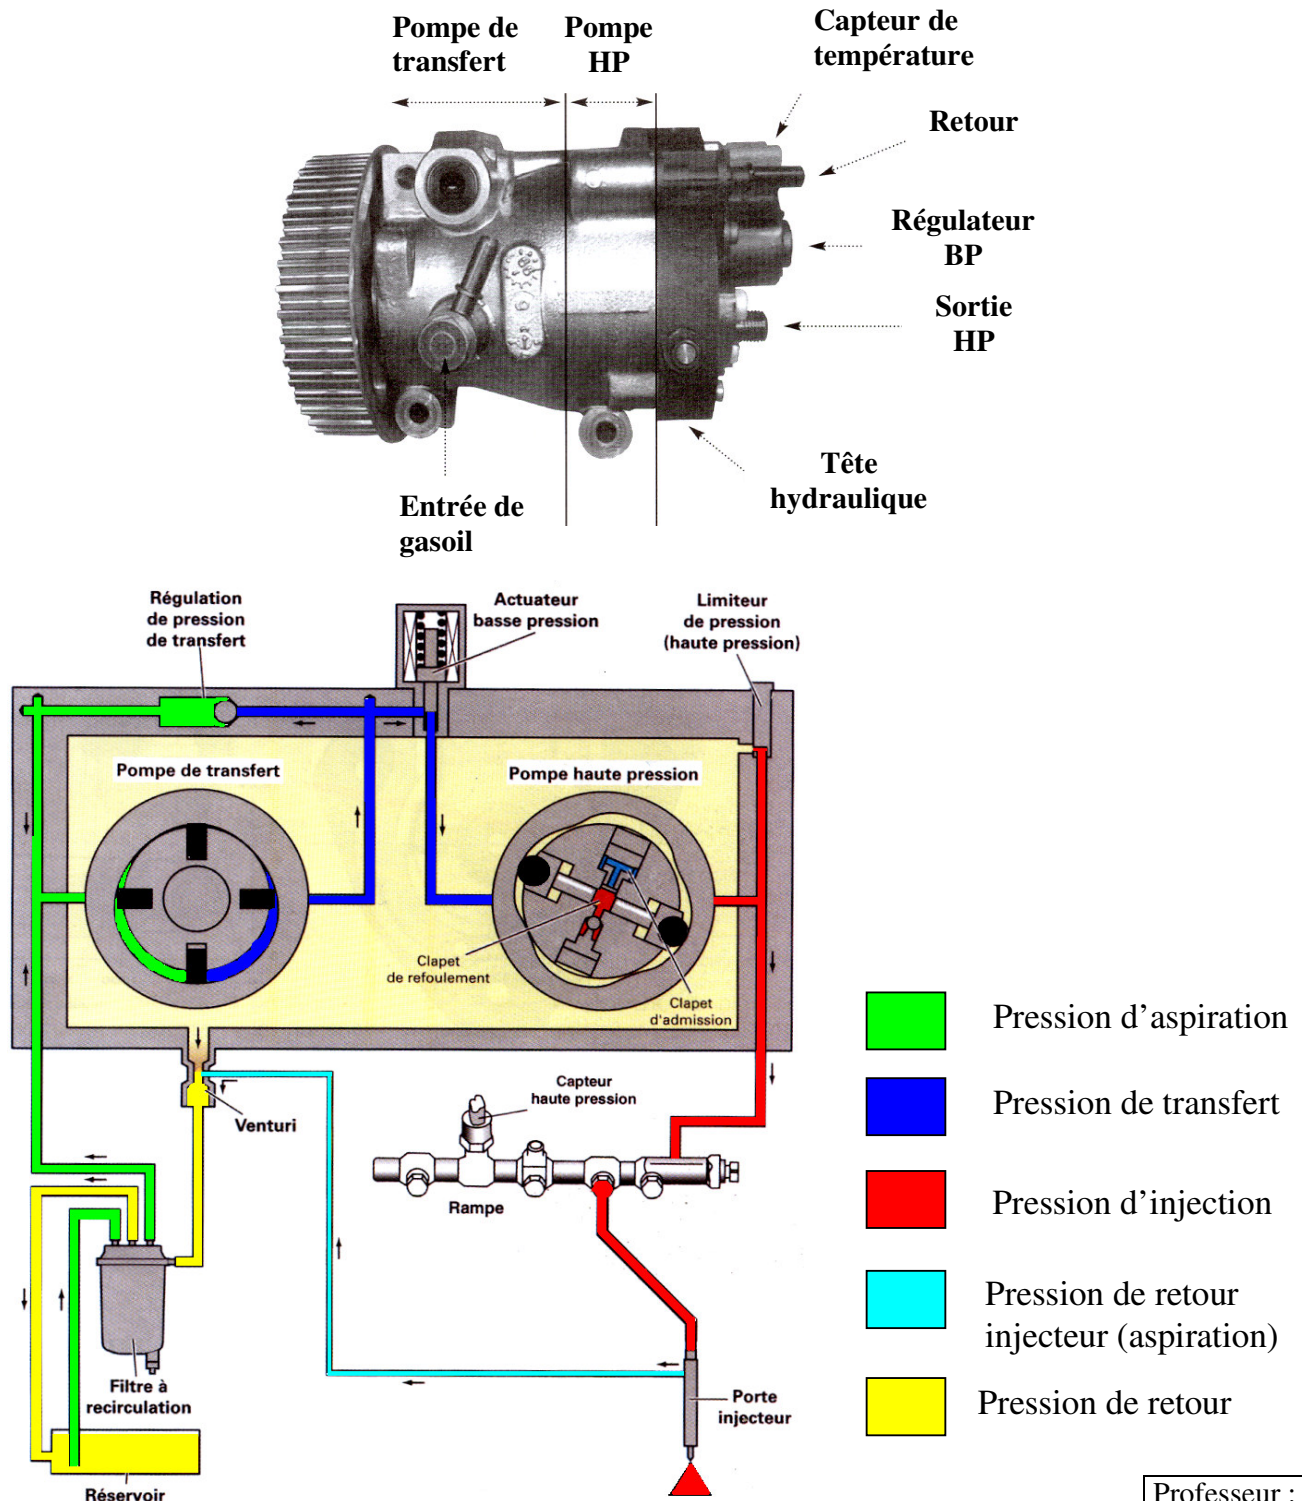 Pompe de
transfert
Pompe
HP
Capteur de
température
Retour
Régulateur
BP
Sortie
HP
Tête
hydraulique
Entrée de
gasoil
Régulation
de pression
de transfert
Actuateur
basse pression
Limiteur
de pression
(haute pression)
Pompe de transfert
Pompe haute pression
Clapet
de refoulement
Clapet
d'admission
Venturi
Capteur
haute pression
Rampe
Filtre à
recirculation
Porte
injecteur
Réservoir
Pression d’aspiration
Pression de transfert
Pression d’injection
Pression de retour
injecteur (aspiration)
Pression de retour
Professeur :